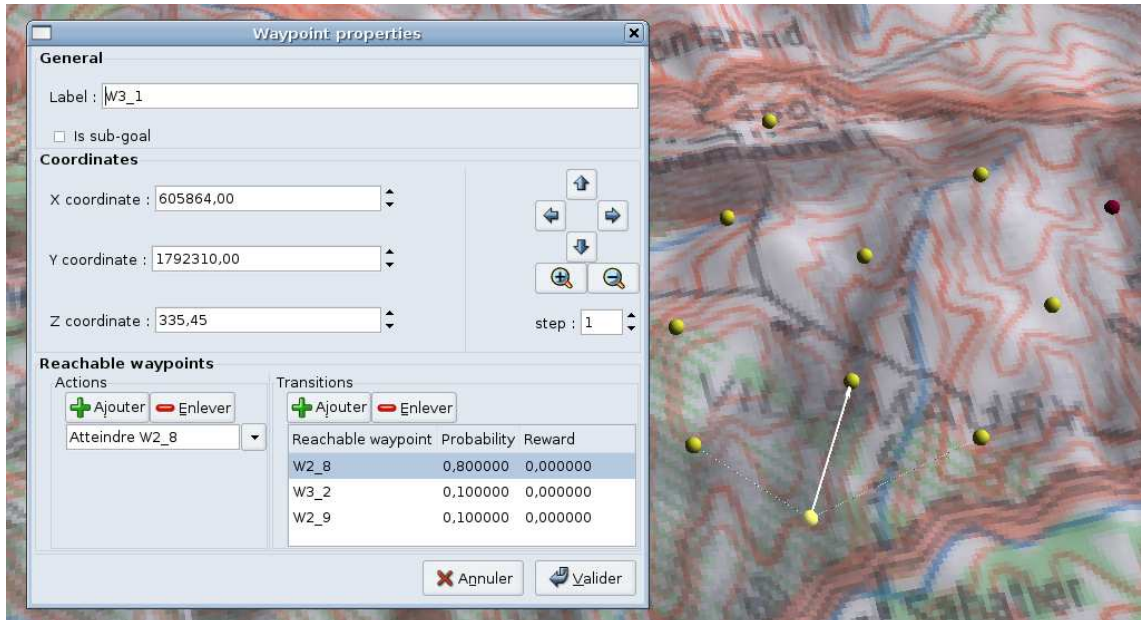 Waypoint properties
General
Label : W3_1
Is sub-goal
Coordinates
X coordinate : 605864,00
Y coordinate : 1792310,00
Z coordinate : 335,45
step : 1
Reachable waypoints
Actions
Ajouter Enlever
Atteindre W2_8
Transitions
Ajouter Enlever
Reachable waypoint Probability Reward
W2_8 0,800000 0,000000
W3_2 0,100000 0,000000
W2_9 0,100000 0,000000
Annuler Valider